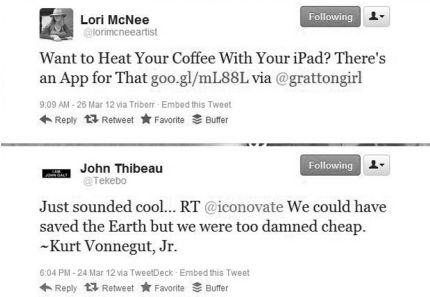 Lori McNee
@lorimcneeartist
Following
Want to Heat Your Coffee With Your iPad? There's
an App for That goo.gl/mL88L via @grattongirl
9:09 AM - 26 Mar 12 via Triberr · Embed this Tweet
Reply Retweet Favorite Buffer
I AM
JOHN GALT
John Thibeau
@Tekebo
Following
Just sounded cool... RT @iconovate We could have
saved the Earth but we were too damned cheap.
~Kurt Vonnegut, Jr.
6:04 PM - 24 Mar 12 via TweetDeck · Embed this Tweet
Reply Retweet Favorite Buffer